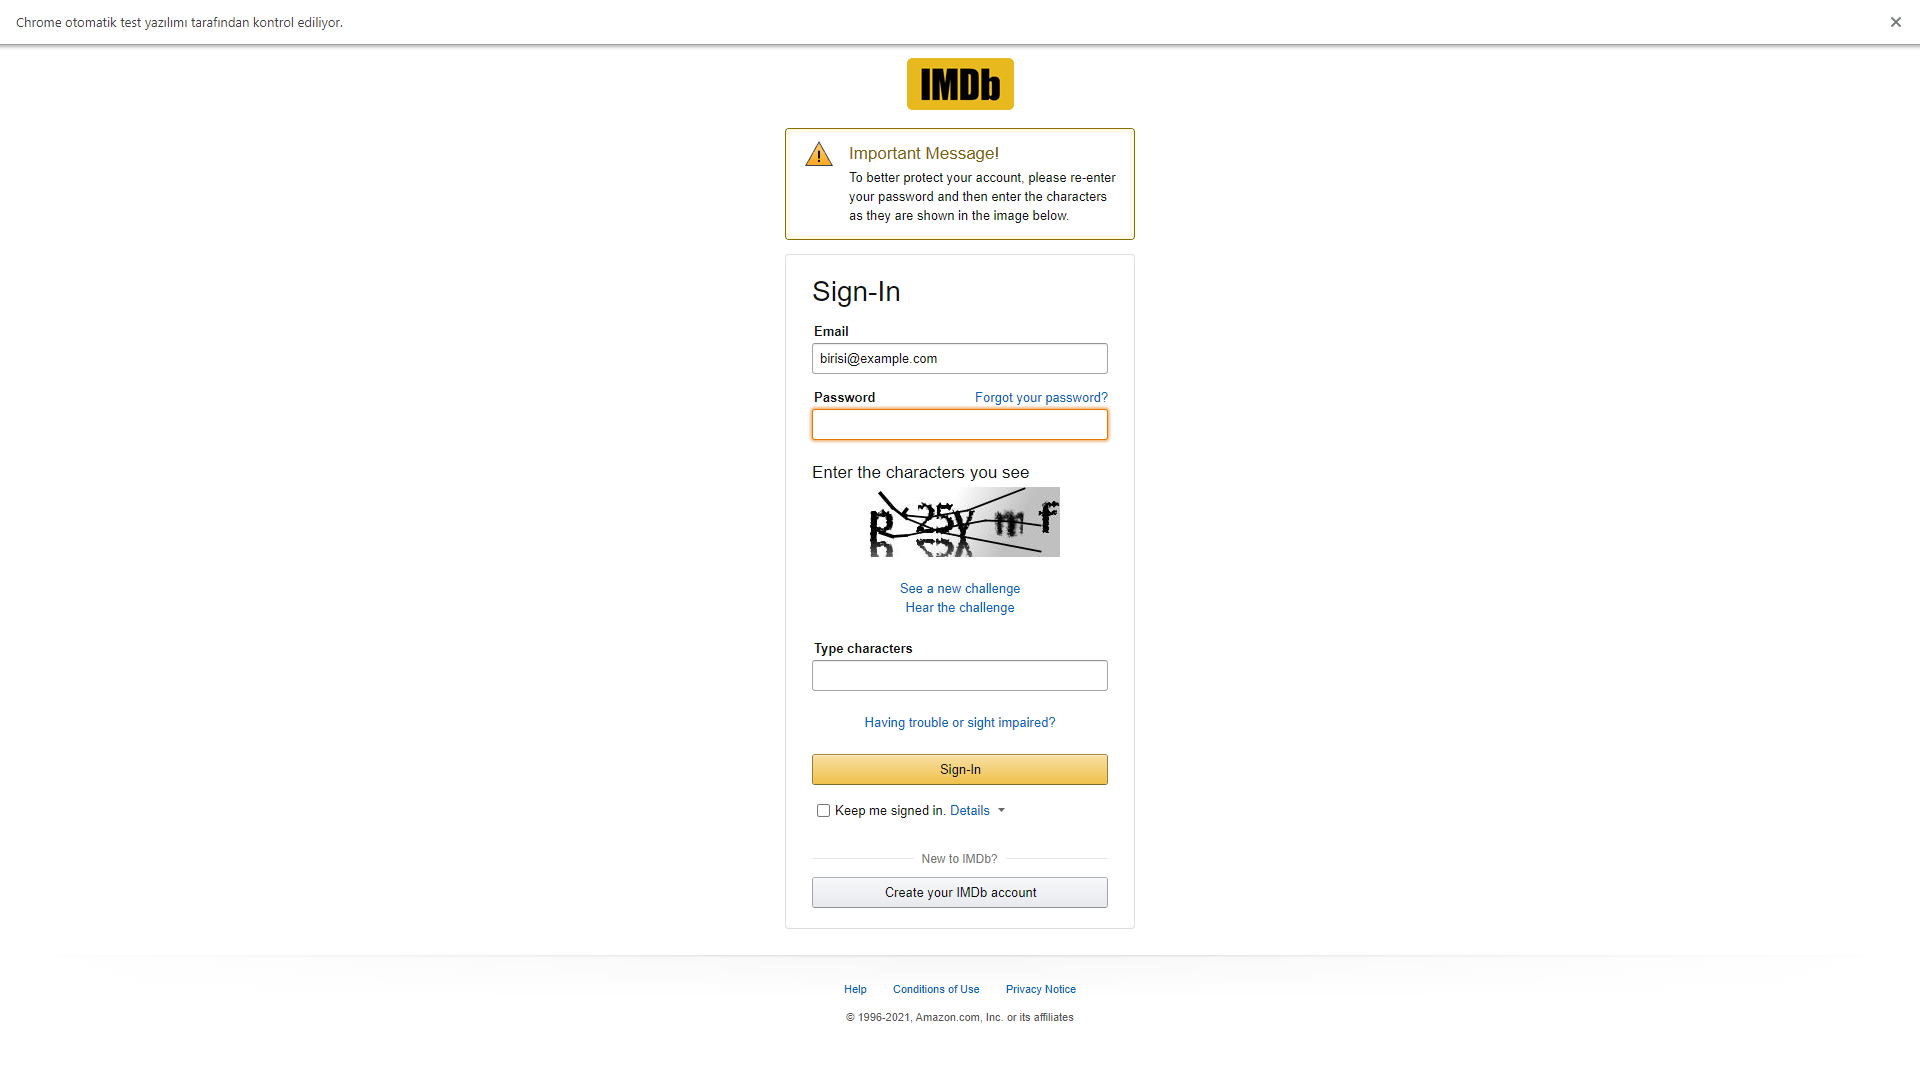 Chrome otomatik test yazılımı tarafından kontrol ediliyor.
IMDb
Important Message!
To better protect your account, please re-enter
your password and then enter the characters
as they are shown in the image below.
Sign-In
Email
birisi@example.com
Password Forgot your password?
Enter the characters you see
See a new challenge
Hear the challenge
Type characters
Having trouble or sight impaired?
Sign-In
Keep me signed in. Details
New to IMDb?
Create your IMDb account
Help Conditions of Use Privacy Notice
© 1996-2021, Amazon.com, Inc. or its affiliates